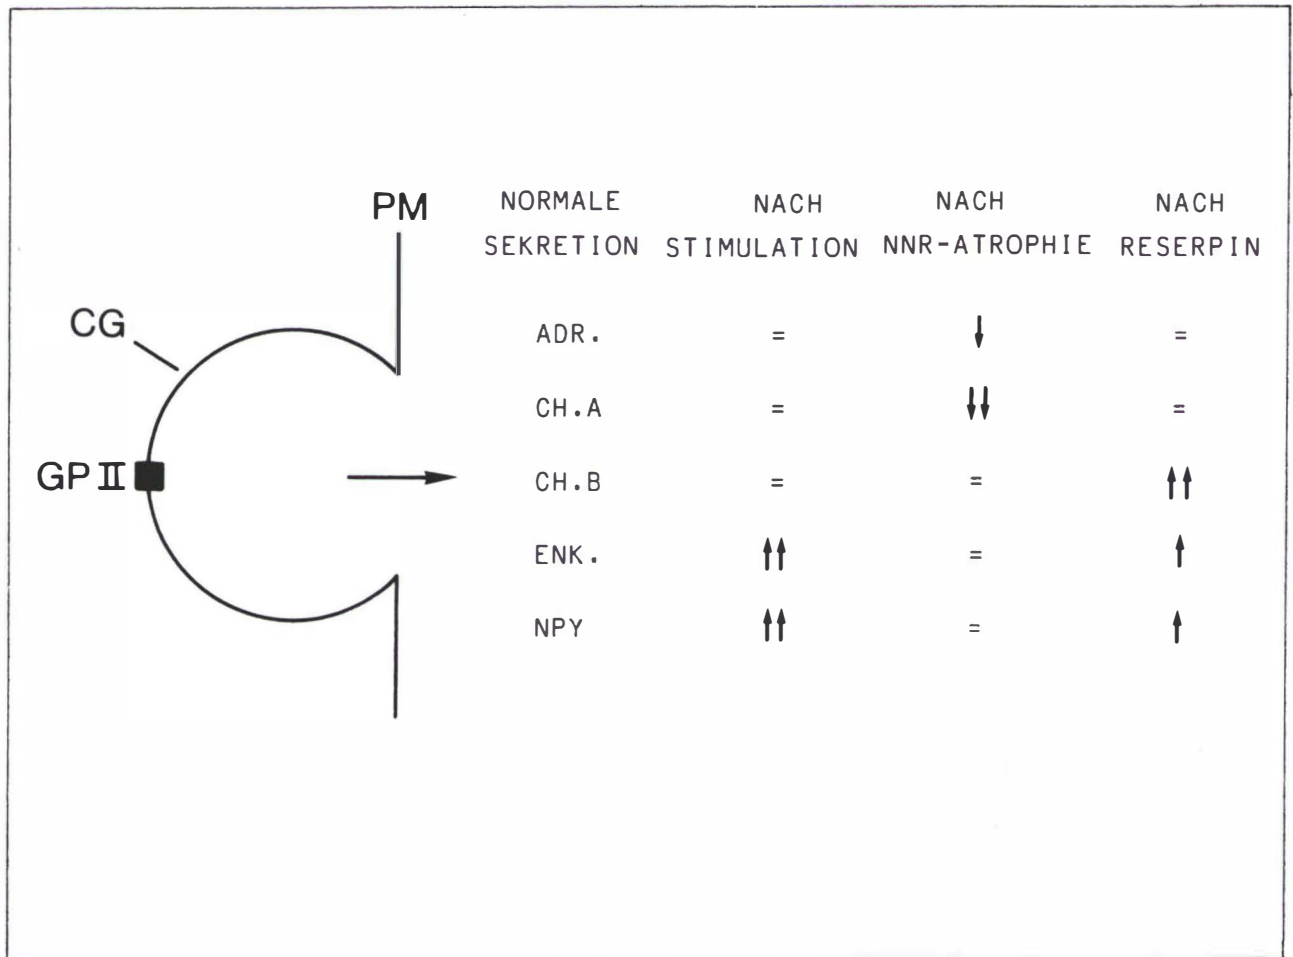 PM
CG
GP II
NORMALE NACH NACH NACH
SEKRETION STIMULATION NNR-ATROPHIE RESERPIN
ADR. = ↓ =
CH.A = ↓↓ =
CH.B = = ↑↑
ENK. ↑↑ = ↑
NPY ↑↑ = ↑